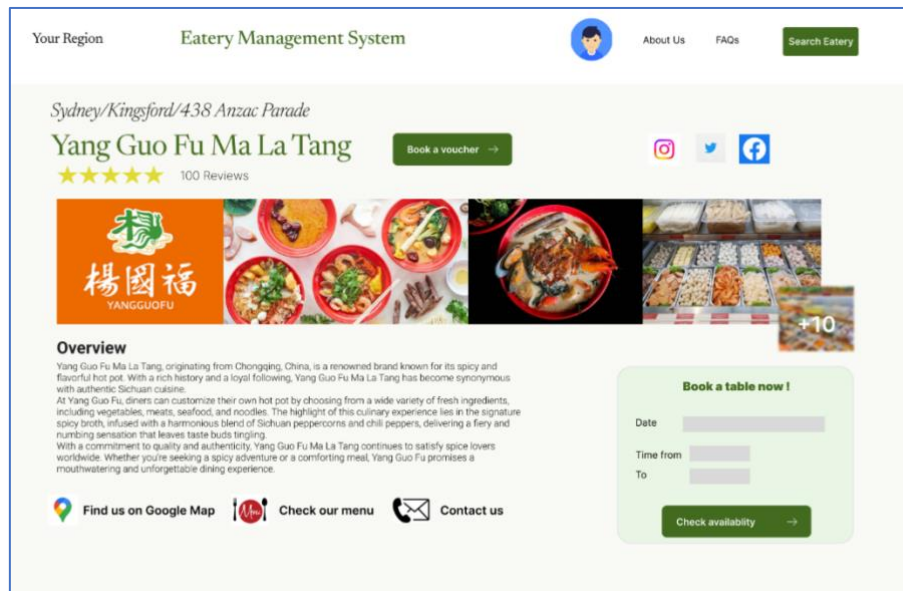 Your Region
Eatery Management System
About Us
FAQs
Search Eatery
Sydney/Kingsford/438 Anzac Parade
Yang Guo Fu Ma La Tang
Book a voucher →
100 Reviews
楊國福
YANGGUOFU
+10
Overview
Yang Guo Fu Ma La Tang, originating from Chongqing, China, is a renowned brand known for its spicy and
flavorful hot pot. With a rich history and a loyal following, Yang Guo Fu Ma La Tang has become synonymous
with authentic Sichuan cuisine.
At Yang Guo Fu, diners can customize their own hot pot by choosing from a wide variety of fresh ingredients,
including vegetables, meats, seafood, and noodles. The highlight of this culinary experience lies in the signature
spicy broth, infused with a harmonious blend of Sichuan peppercorns and chili peppers, delivering a fiery and
numbing sensation that leaves taste buds tingling.
With a commitment to quality and authenticity, Yang Guo Fu Ma La Tang continues to satisfy spice lovers
worldwide. Whether you're seeking a spicy adventure or a comforting meal, Yang Guo Fu promises a
mouthwatering and unforgettable dining experience.
Find us on Google Map
Menu
Check our menu
Contact us
Book a table now !
Date
Time from
To
Check availablity →